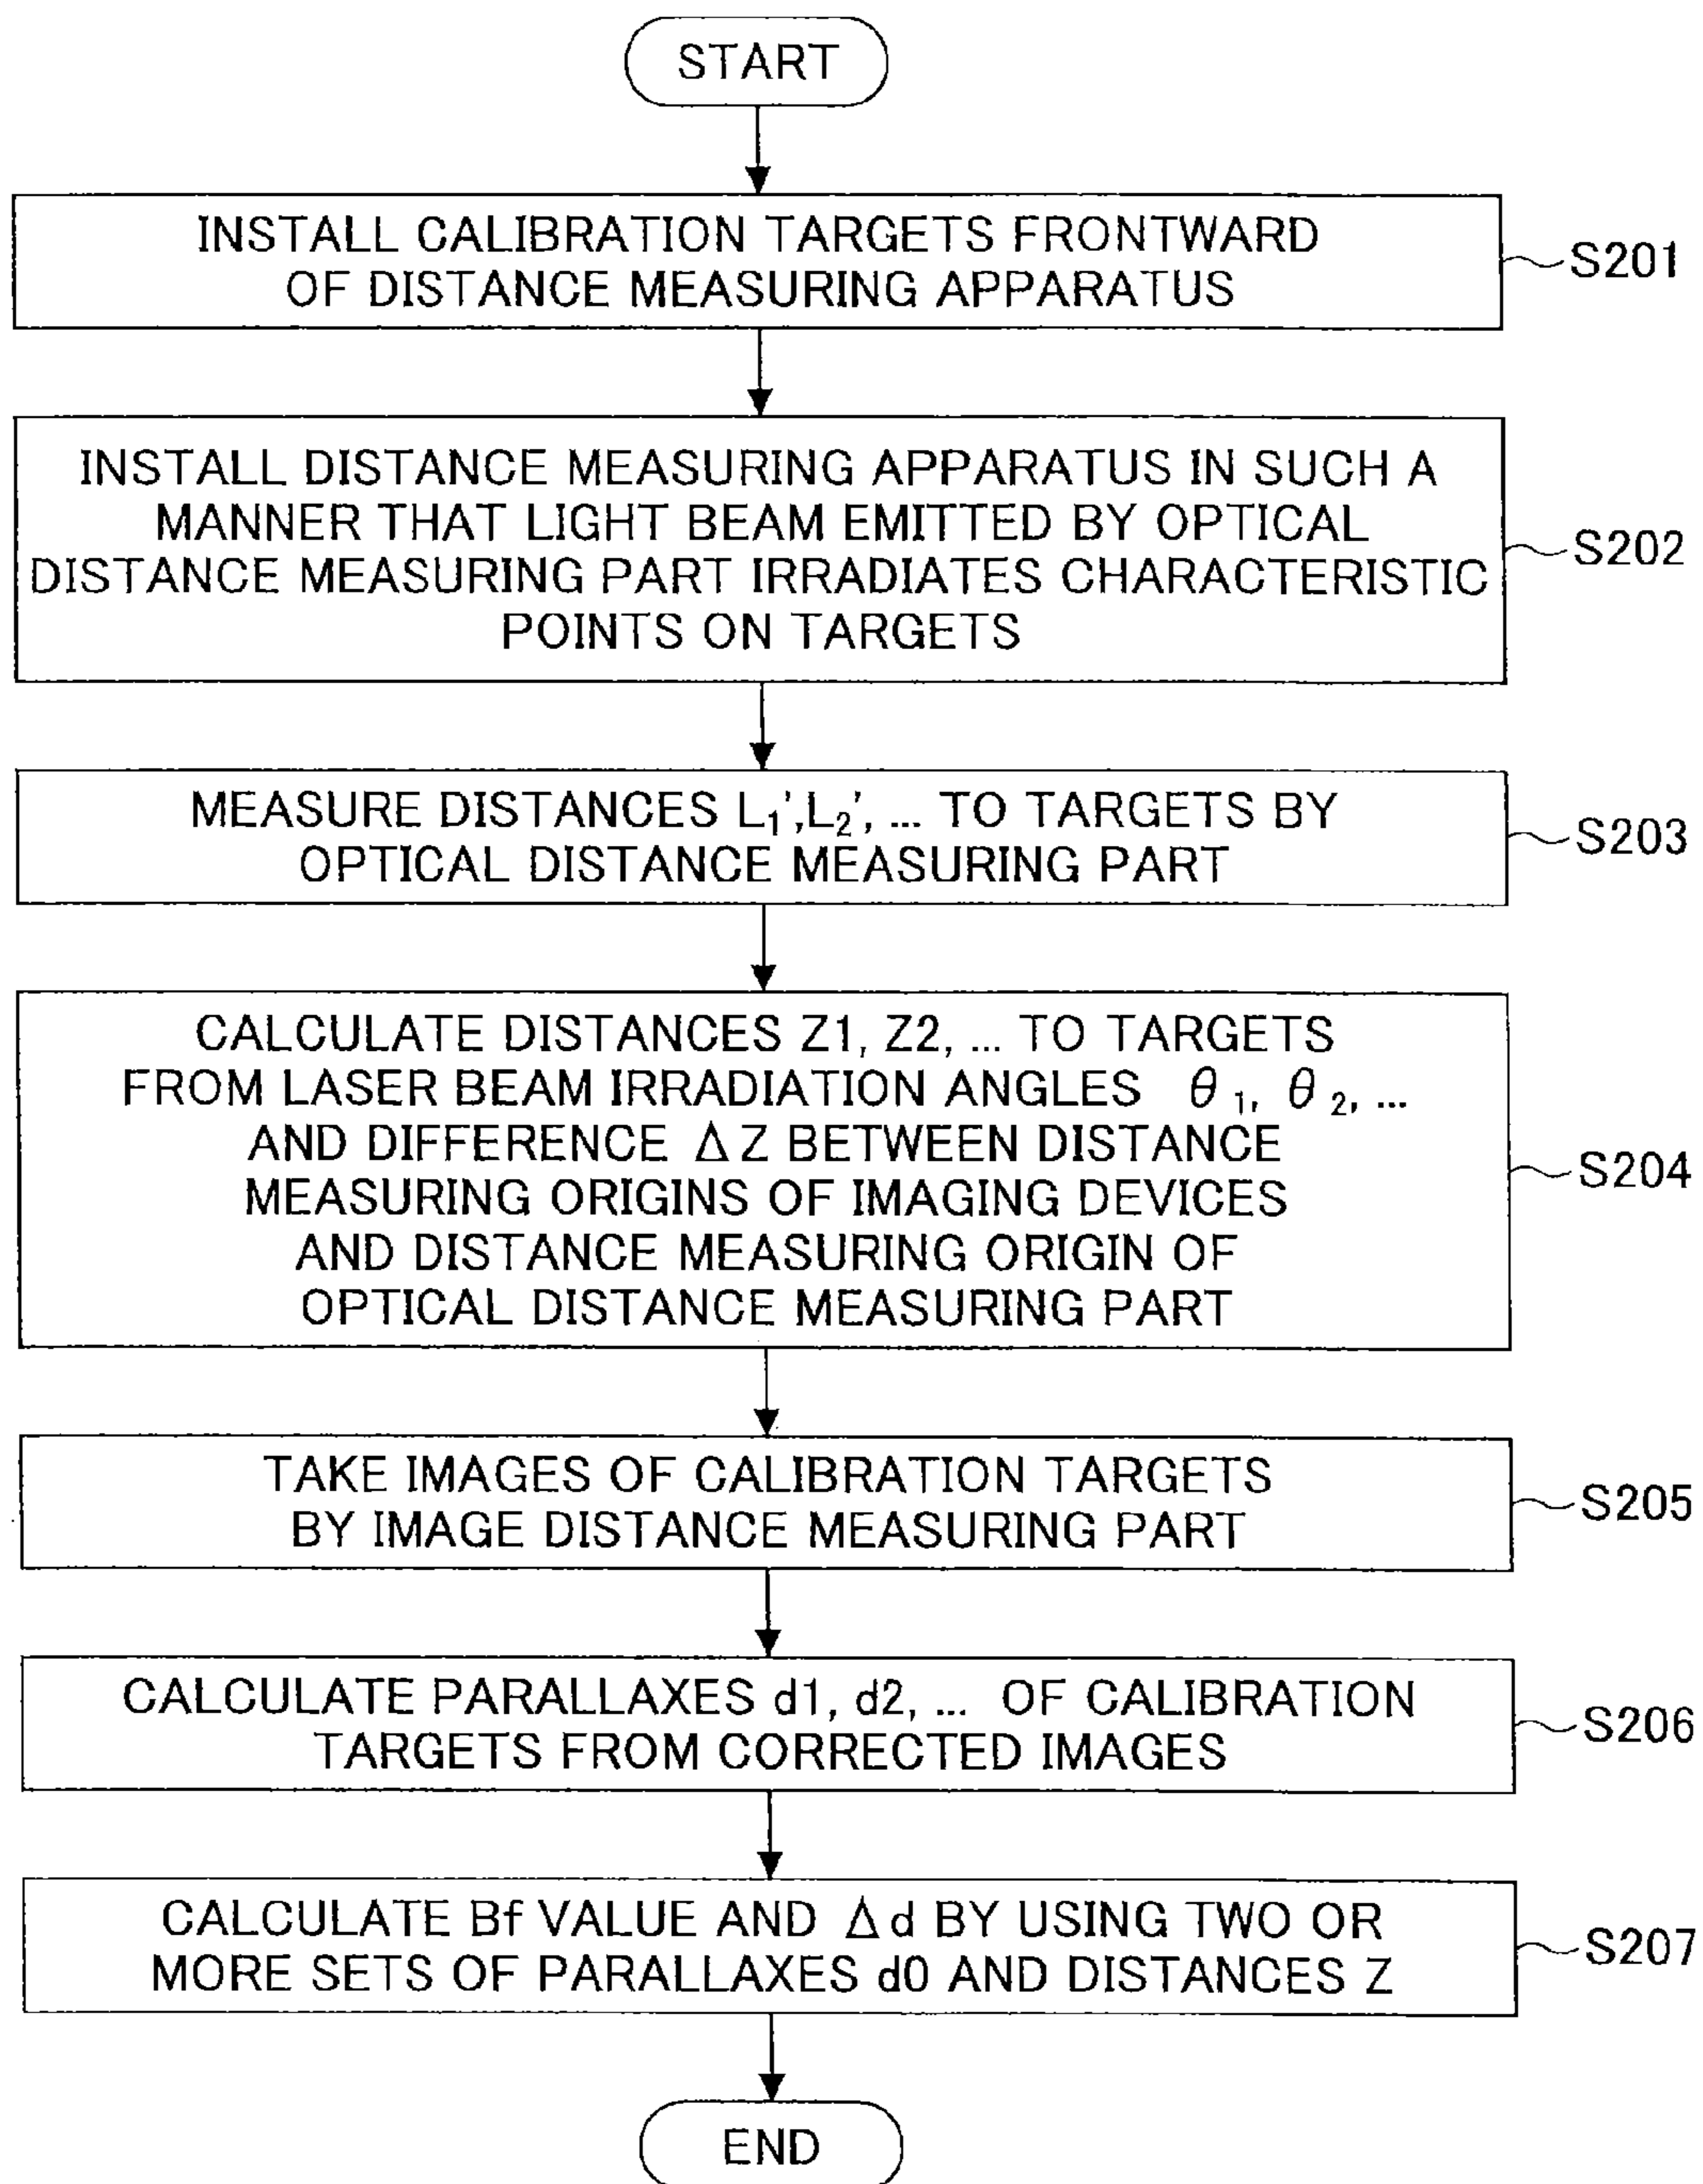 START
INSTALL CALIBRATION TARGETS FRONTWARD
OF DISTANCE MEASURING APPARATUS
S201
INSTALL DISTANCE MEASURING APPARATUS IN SUCH A
MANNER THAT LIGHT BEAM EMITTED BY OPTICAL
DISTANCE MEASURING PART IRRADIATES CHARACTERISTIC
POINTS ON TARGETS
S202
MEASURE DISTANCES L₁',L₂', ... TO TARGETS BY
OPTICAL DISTANCE MEASURING PART
S203
CALCULATE DISTANCES Z1, Z2, ... TO TARGETS
FROM LASER BEAM IRRADIATION ANGLES θ₁, θ₂, ...
AND DIFFERENCE ΔZ BETWEEN DISTANCE
MEASURING ORIGINS OF IMAGING DEVICES
AND DISTANCE MEASURING ORIGIN OF
OPTICAL DISTANCE MEASURING PART
S204
TAKE IMAGES OF CALIBRATION TARGETS
BY IMAGE DISTANCE MEASURING PART
S205
CALCULATE PARALLAXES d1, d2, ... OF CALIBRATION
TARGETS FROM CORRECTED IMAGES
S206
CALCULATE Bf VALUE AND Δd BY USING TWO OR
MORE SETS OF PARALLAXES d0 AND DISTANCES Z
S207
END